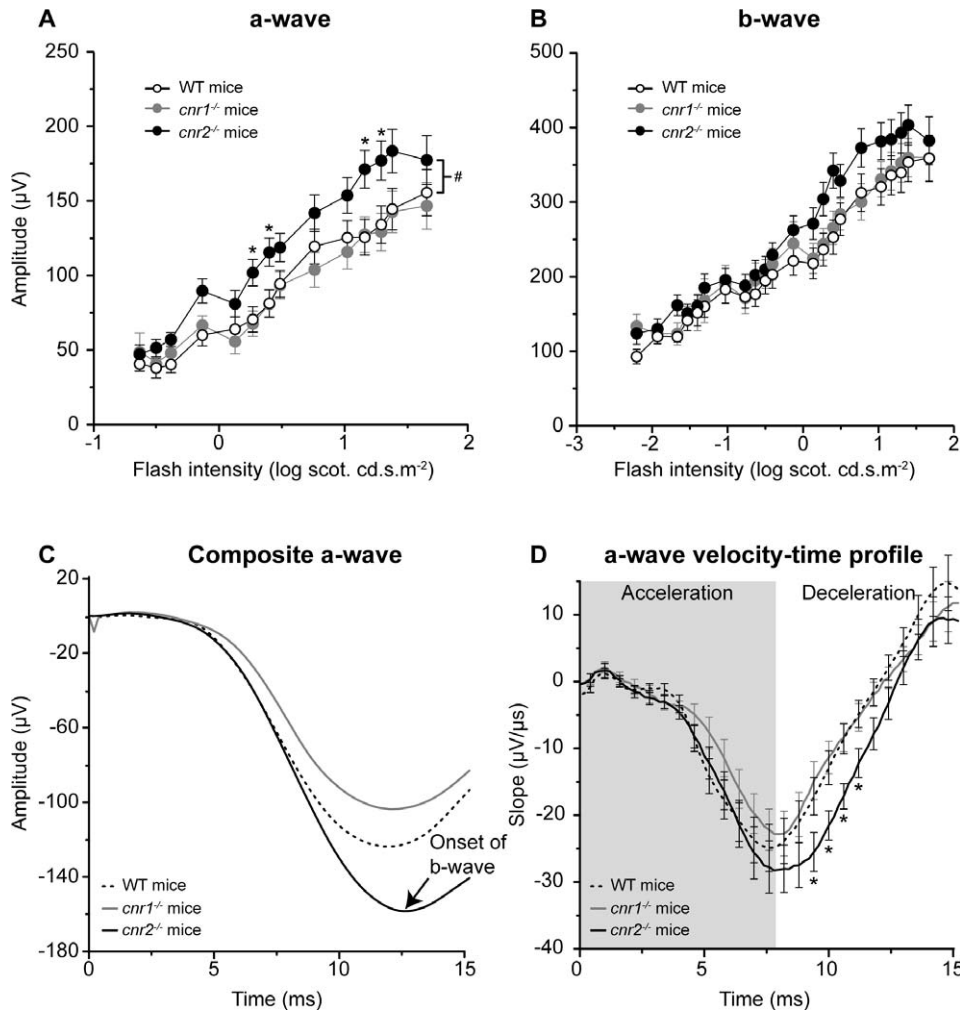 A
a-wave
250
200
150
100
50
0
Amplitude (µV)
WT mice
cnr1-/- mice
cnr2-/- mice
* *
* *
#
-1 0 1 2
Flash intensity (log scot. cd.s.m-2)
B
b-wave
500
400
300
200
100
0
WT mice
cnr1-/- mice
cnr2-/- mice
-3 -2 -1 0 1 2
Flash intensity (log scot. cd.s.m-2)
C
Composite a-wave
20
-20
-60
-100
-140
-180
Amplitude (µV)
Onset of
b-wave
WT mice
cnr1-/- mice
cnr2-/- mice
0 5 10 15
Time (ms)
D
a-wave velocity-time profile
Acceleration Deceleration
10
0
-10
-20
-30
-40
Slope (µV/µs)
*
*
*
*
WT mice
cnr1-/- mice
cnr2-/- mice
0 5 10 15
Time (ms)